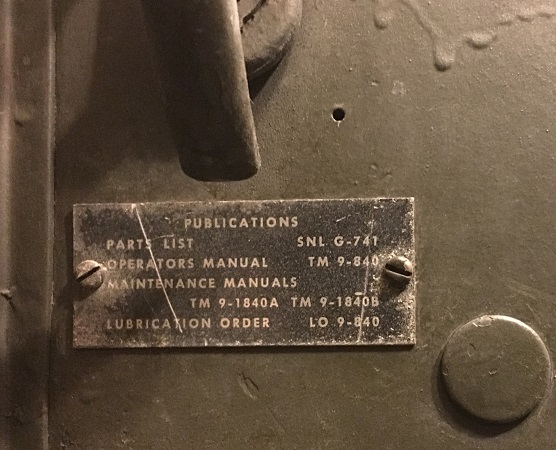 PUBLICATIONS
PARTS LIST SNL G-741
OPERATORS MANUAL TM 9-840
MAINTENANCE MANUALS
TM 9-1840A TM 9-1840B
LUBRICATION ORDER LO 9-840